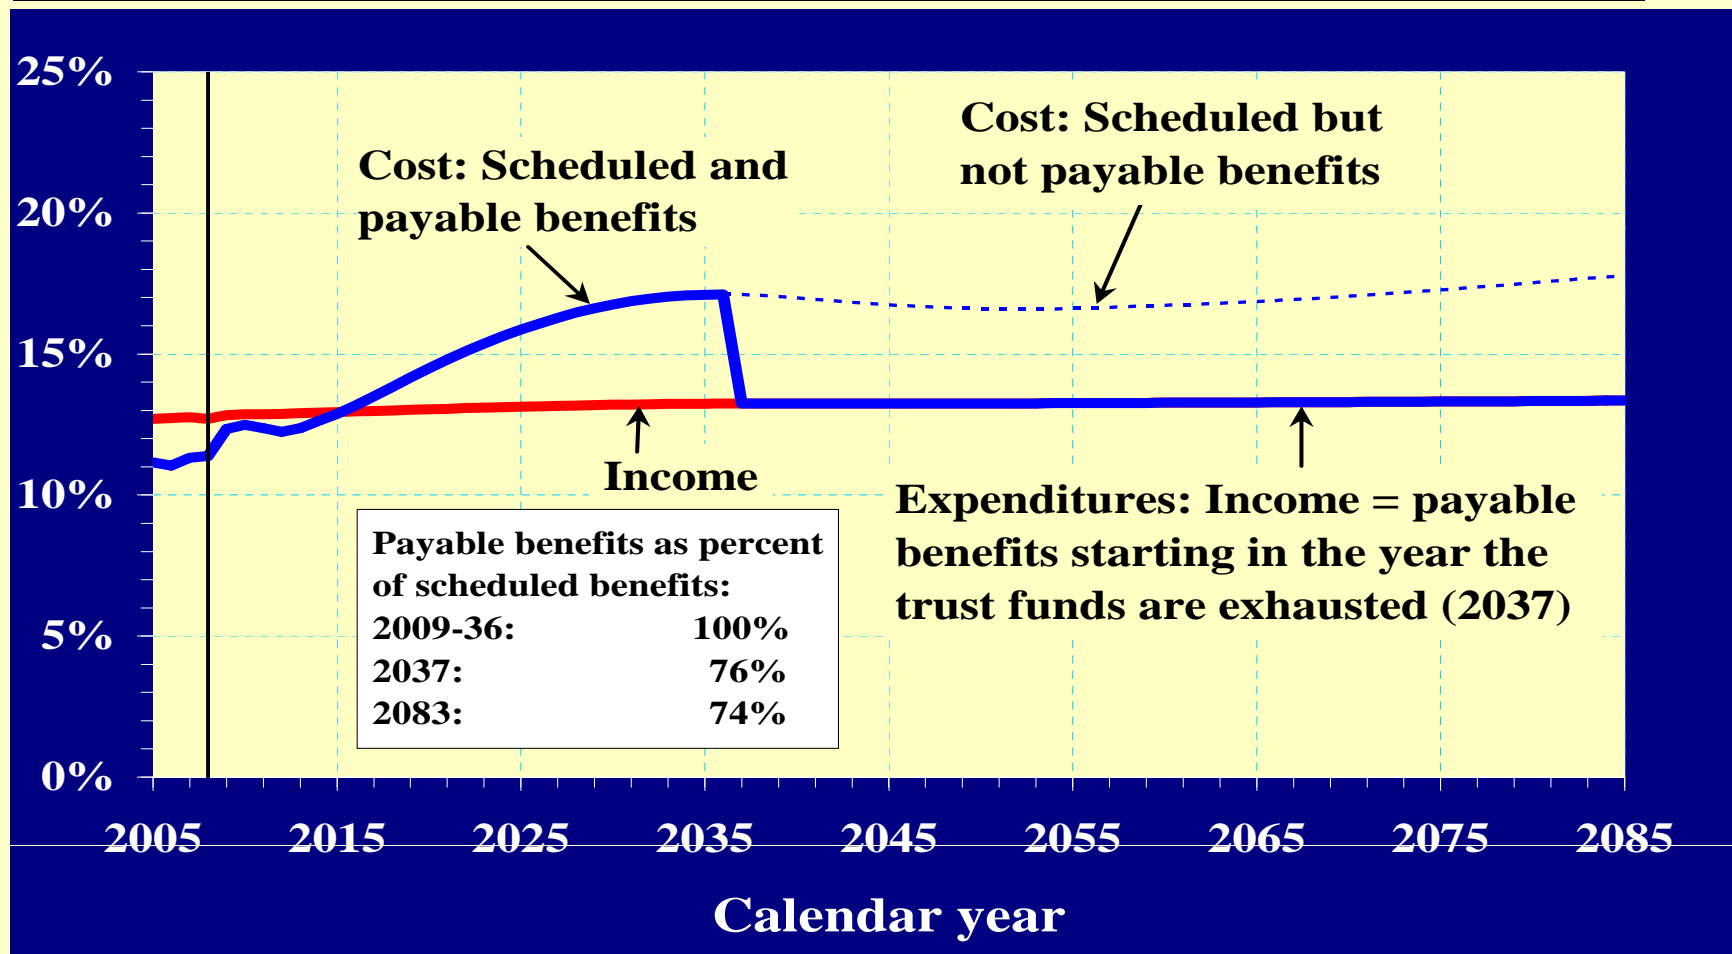 25%
20%
15%
10%
5%
0%
Cost: Scheduled and
payable benefits
Cost: Scheduled but
not payable benefits
Income
Expenditures: Income = payable
benefits starting in the year the
trust funds are exhausted (2037)
Payable benefits as percent
of scheduled benefits:
2009-36: 100%
2037: 76%
2083: 74%
2005 2015 2025 2035 2045 2055 2065 2075 2085
Calendar year